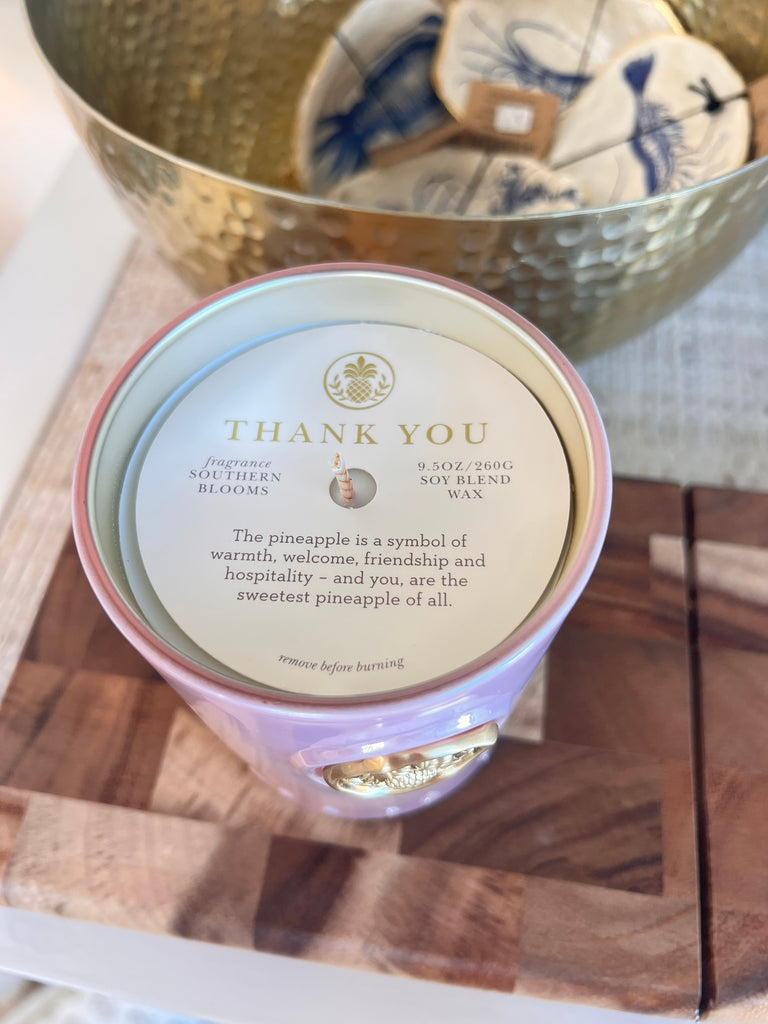 THANK YOU
fragrance
SOUTHERN
BLOOMS
9.5OZ/260G
SOY BLEND
WAX
The pineapple is a symbol of
warmth, welcome, friendship and
hospitality – and you, are the
sweetest pineapple of all.
remove before burning